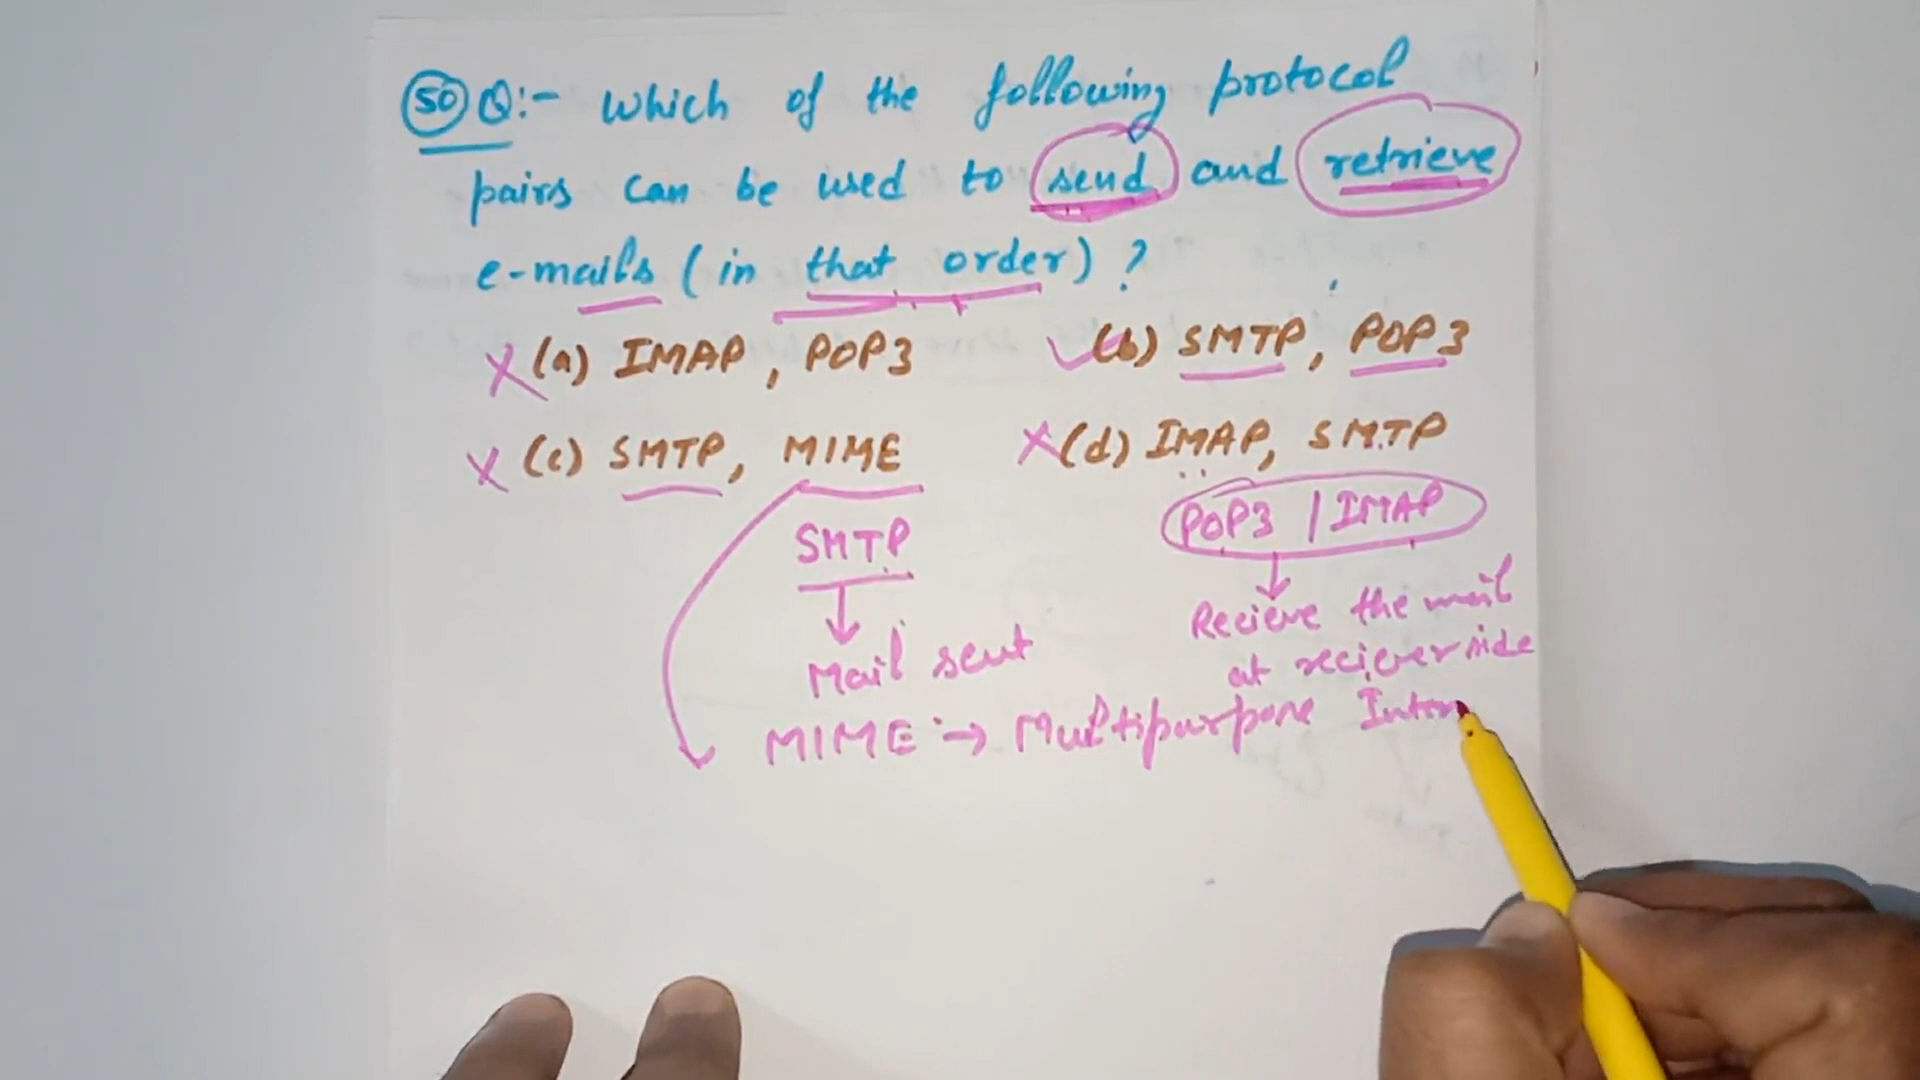 50 Q:- Which of the following protocol
pairs can be used to send and retrieve
e-mails (in that order) ?
(a) IMAP, POP3
(b) SMTP, POP3
(c) SMTP, MIME
(d) IMAP, SMTP
SMTP
Mail sent
POP3 / IMAP
Recieve the mail
at reciever side
MIME :→ Multipurpose Intern